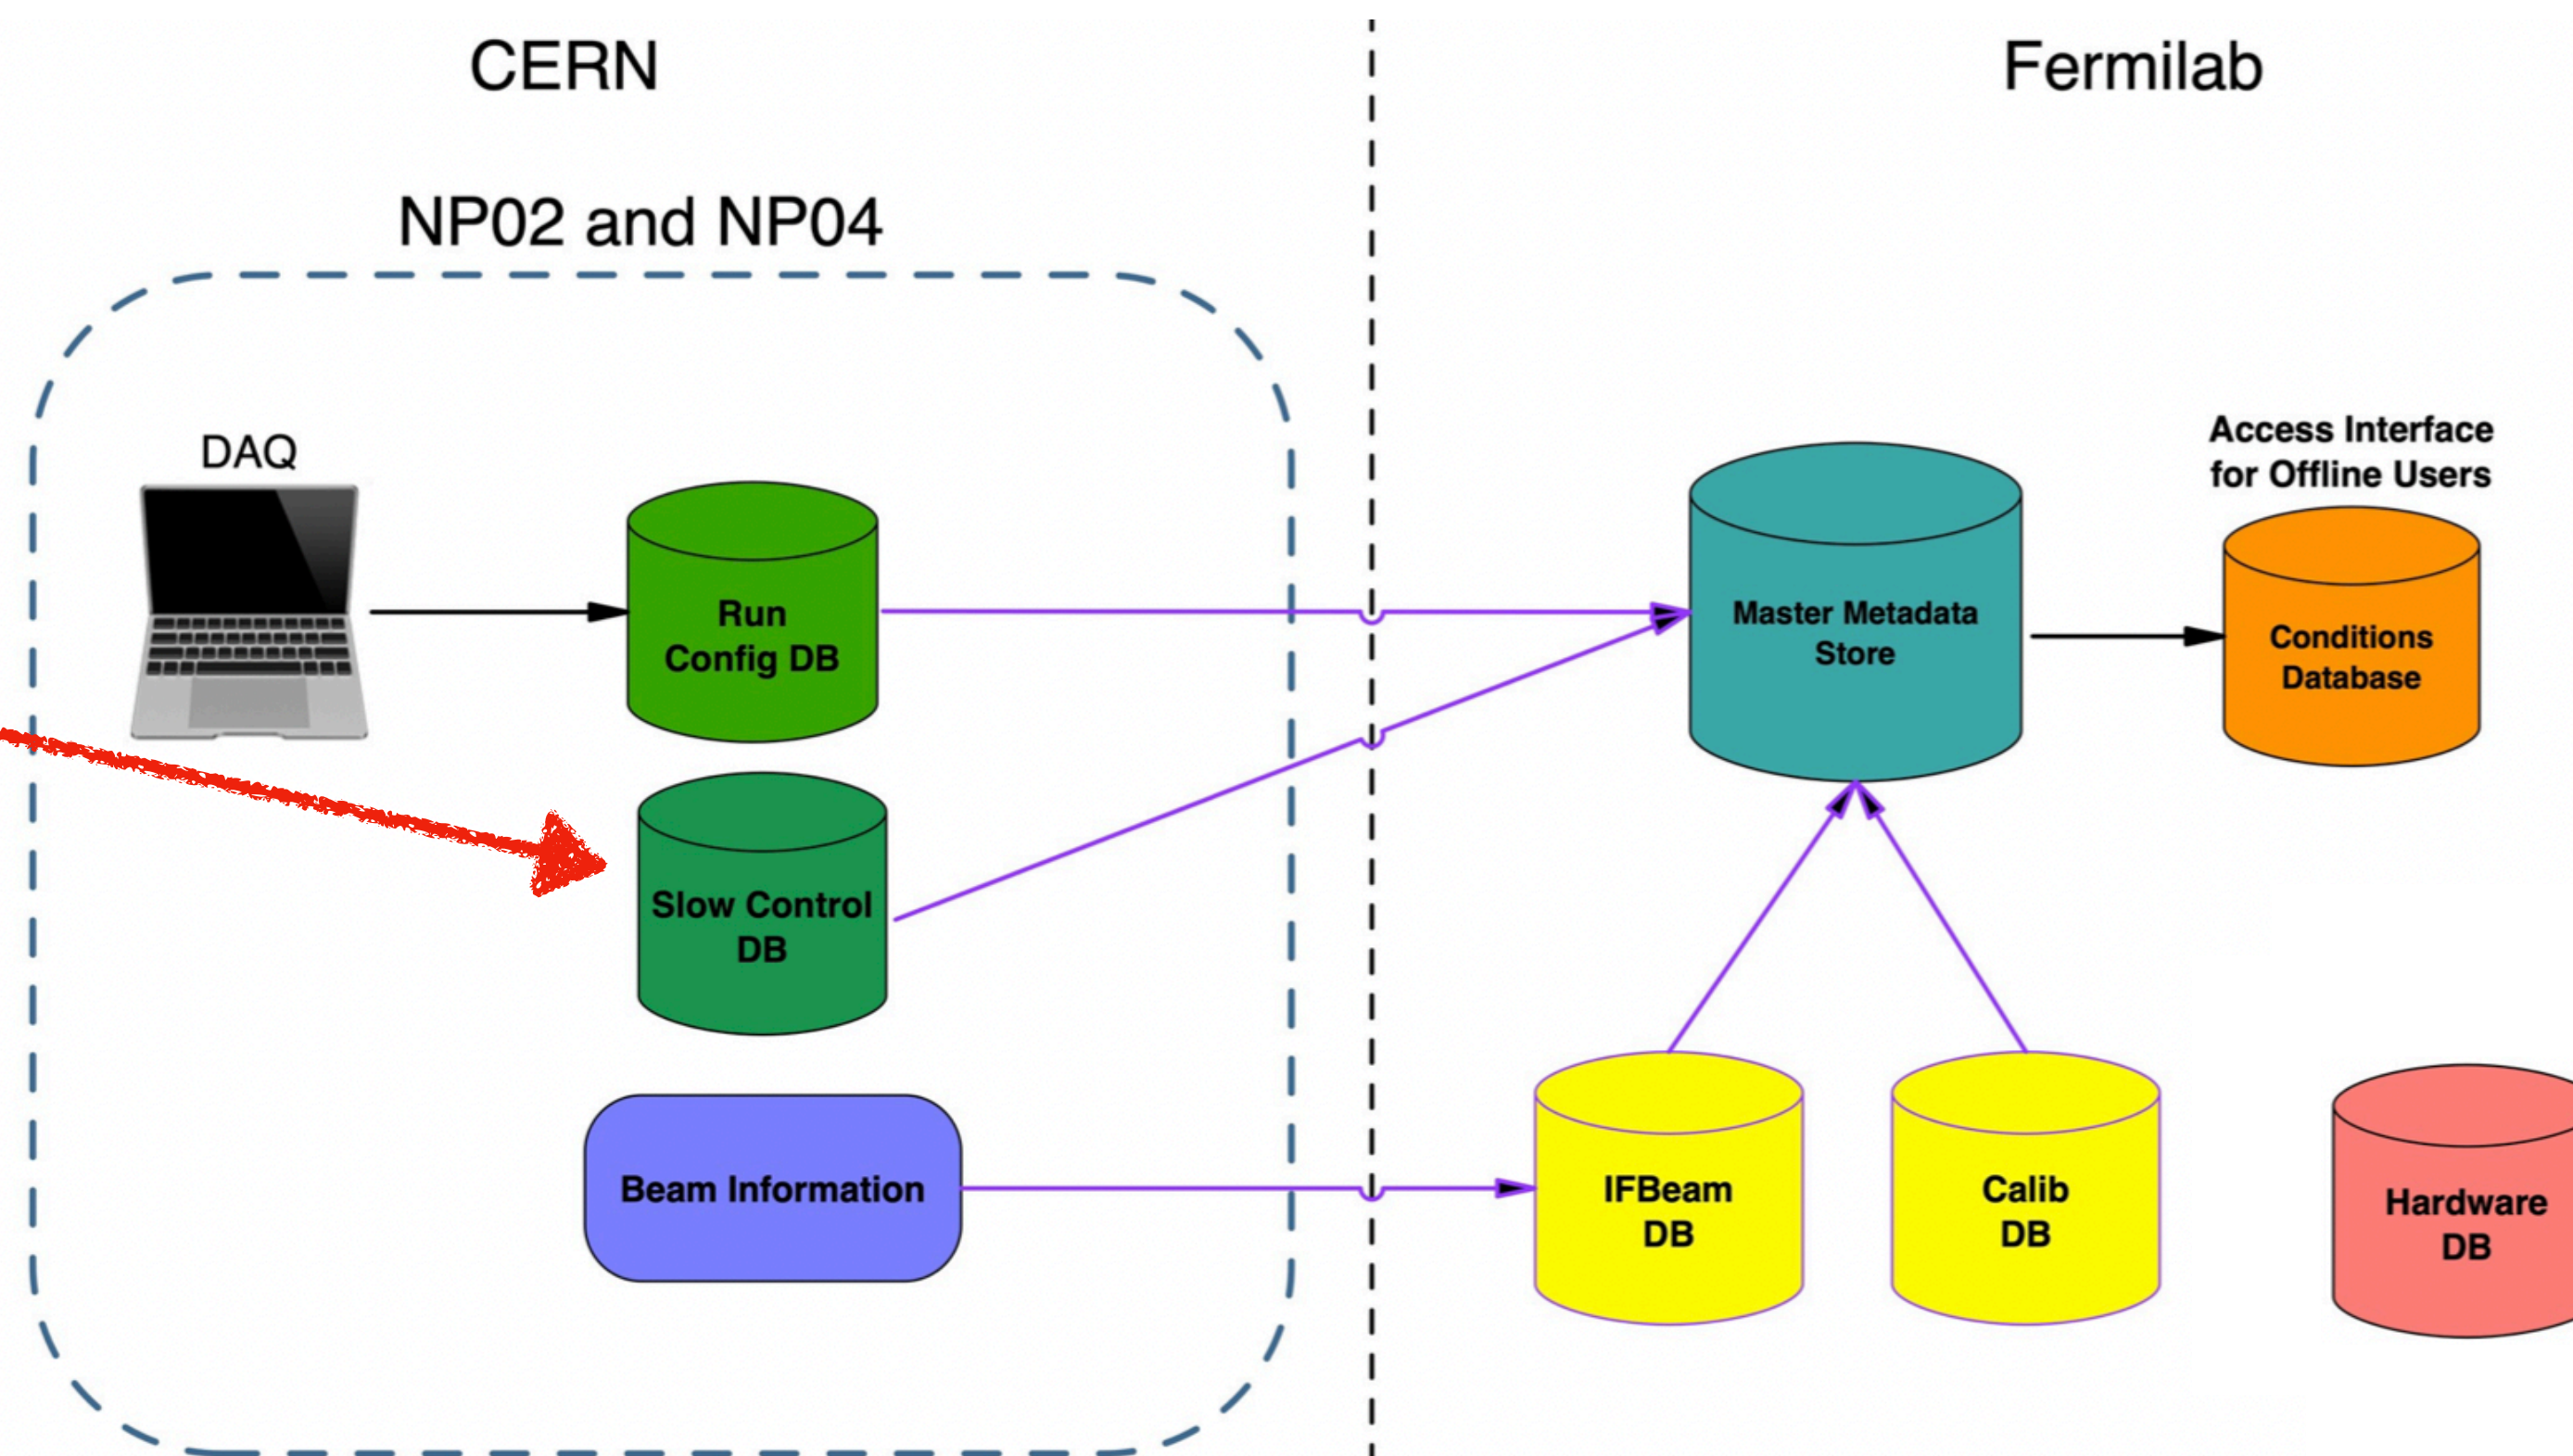 CERN
Fermilab
NP02 and NP04
DAQ
Run
Config DB
Slow Control
DB
Beam Information
Access Interface
for Offline Users
Master Metadata
Store
Conditions
Database
IFBeam
DB
Calib
DB
Hardware
DB